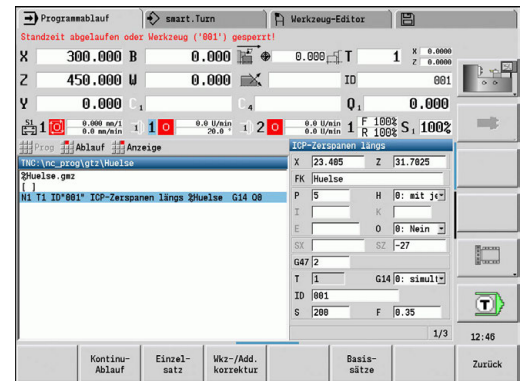 Programmablauf smart.Turn Werkzeug-Editor
Standzeit abgelaufen oder Werkzeug ('001') gesperrt!
X 300.000 B 0.000 0.000 T 1 X 0.0000
Z 0.0000
Z 450.000 U 0.000 ID 001
Y 0.000 C 1 C 4 Q 1 0.000
S1 1 0.000 mm/1 1) 1 0 0.0 U/min 1) 2 0 0.0 U/min 1 F 100% S 1 100%
0.0 mm/min 20.0 ° 0.0 U/min R 100%
Prog Ablauf Anzeige
TNC:\nc_prog\gtz\Huelse
%Huelse.gmz
[ ]
N1 T1 ID"001" ICP-Zerspanen längs %Huelse G14 Q0
ICP-Zerspanen längs
X 23.405 Z 31.7025
FK Huelse
P 5 H 0: mit je
I K
E O 0: Nein
SX SZ -27
G47 2
T 1 G14 0: simult
ID 001
S 200 F 0.35
1/3
T
12:46
Kontinu-
Ablauf
Einzel-
satz
Wkz-/Add.
korrektur
Basis-
sätze
Zurück